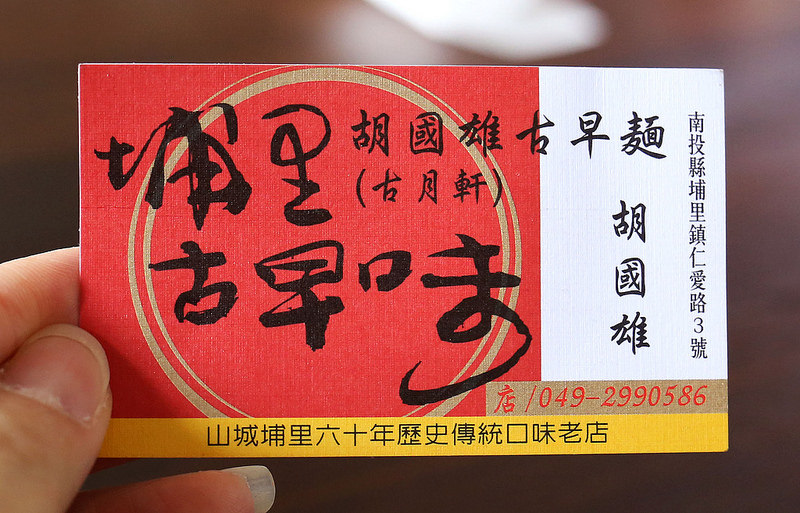 埔里
胡國雄古早麵
(古月軒)
古早味
胡國雄
南投縣埔里鎮仁愛路3號
店/049-2990586
山城埔里六十年歷史傳統口味老店